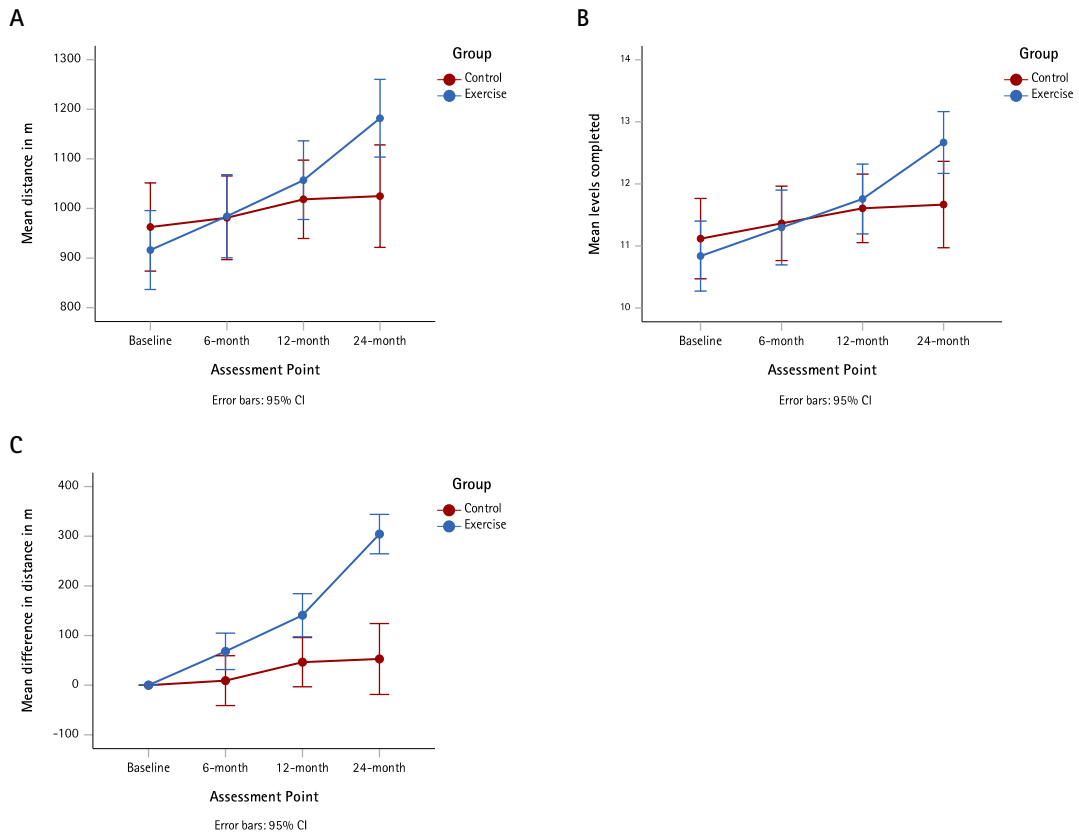 A
Mean distance in m
1300
1200
1100
1000
900
800
Baseline
6-month
12-month
24-month
Assessment Point
Error bars: 95% CI
Group
Control
Exercise
B
Mean levels completed
14
13
12
11
10
Baseline
6-month
12-month
24-month
Assessment Point
Error bars: 95% CI
Group
Control
Exercise
C
Mean difference in distance in m
400
300
200
100
0
-100
Baseline
6-month
12-month
24-month
Assessment Point
Error bars: 95% CI
Group
Control
Exercise